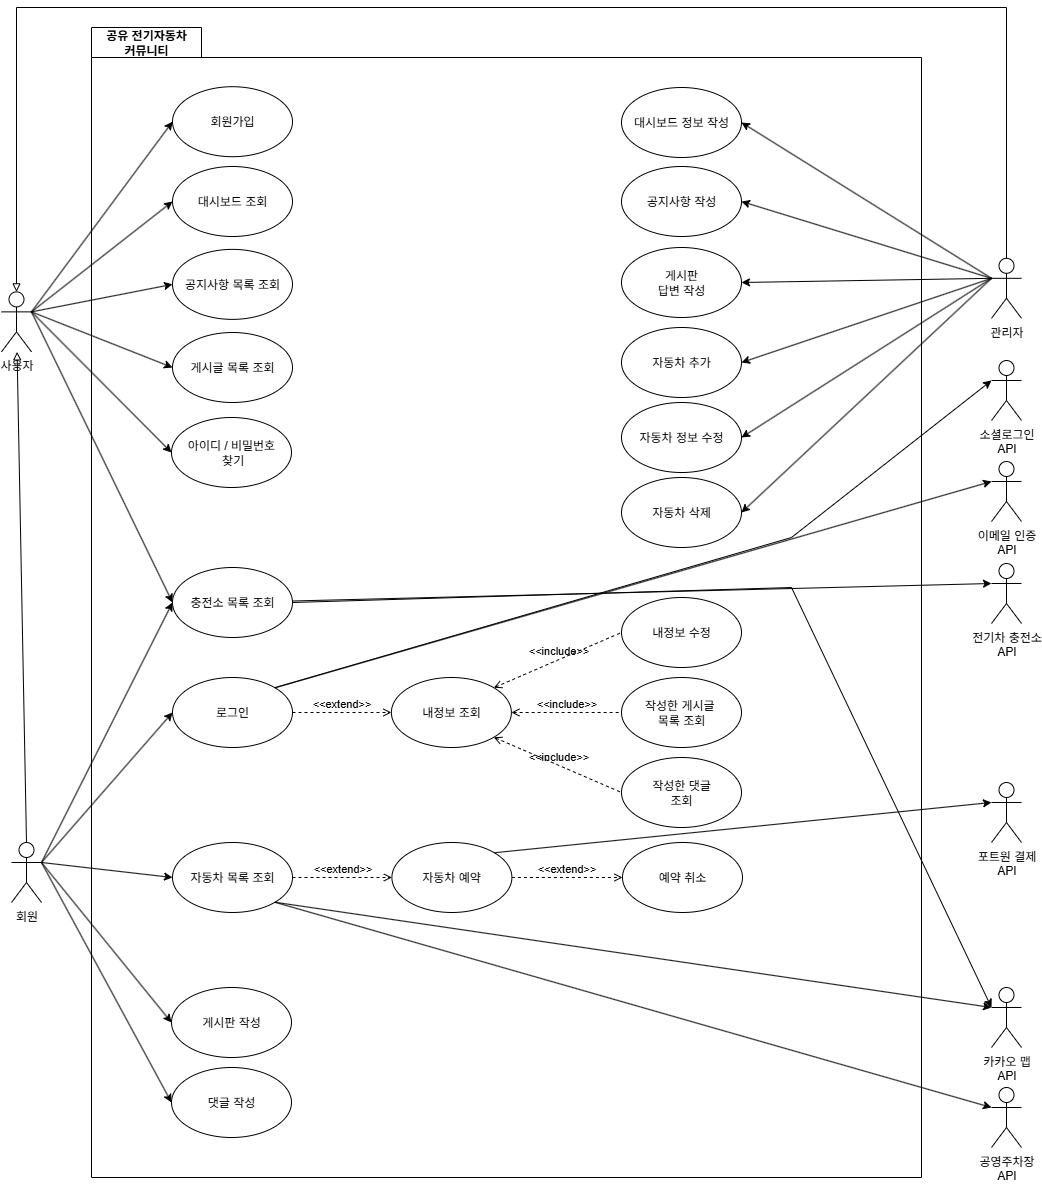 공유 전기자동차
커뮤니티
회원가입
대시보드 정보 작성
대시보드 조회
공지사항 작성
공지사항 목록 조회
게시판
답변 작성
관리자
사용자
게시글 목록 조회
자동차 추가
아이디 / 비밀번호
찾기
자동차 정보 수정
소셜로그인
API
자동차 삭제
이메일 인증
API
충전소 목록 조회
전기차 충전소
API
내정보 수정
<<include>>
로그인
<<extend>>
내정보 조회
<<include>>
작성한 게시글
목록 조회
<<include>>
작성한 댓글
조회
포트원 결제
API
자동차 목록 조회
<<extend>>
자동차 예약
<<extend>>
예약 취소
회원
게시판 작성
카카오 맵
API
댓글 작성
공영주차장
API